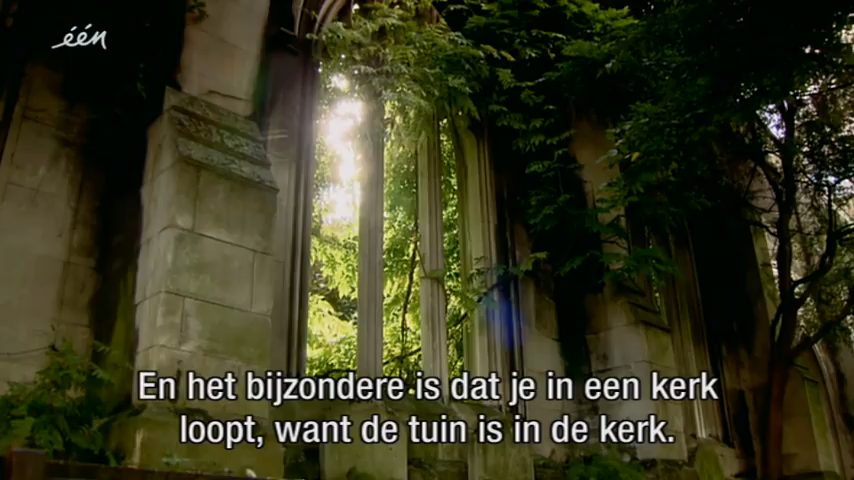 één
En het bijzondere is dat je in een kerk
loopt, want de tuin is in de kerk.